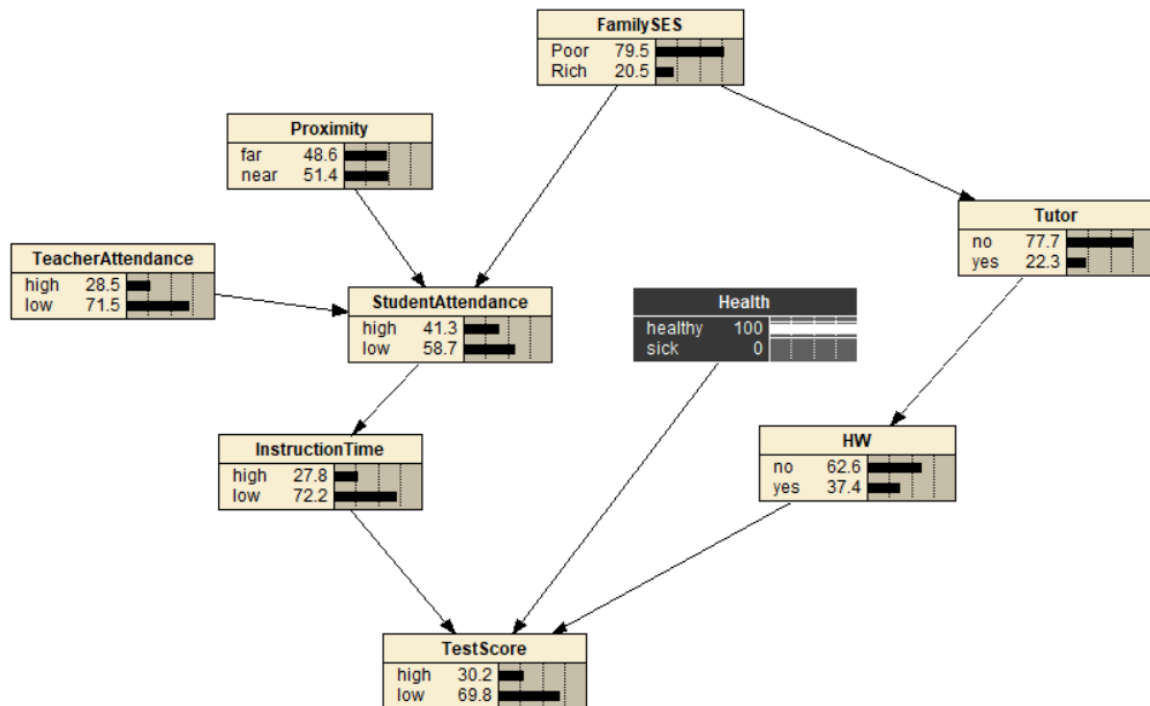 FamilySES
Poor 79.5
Rich 20.5
Proximity
far 48.6
near 51.4
Tutor
no 77.7
yes 22.3
TeacherAttendance
high 28.5
low 71.5
StudentAttendance
high 41.3
low 58.7
Health
healthy 100
sick 0
InstructionTime
high 27.8
low 72.2
HW
no 62.6
yes 37.4
TestScore
high 30.2
low 69.8